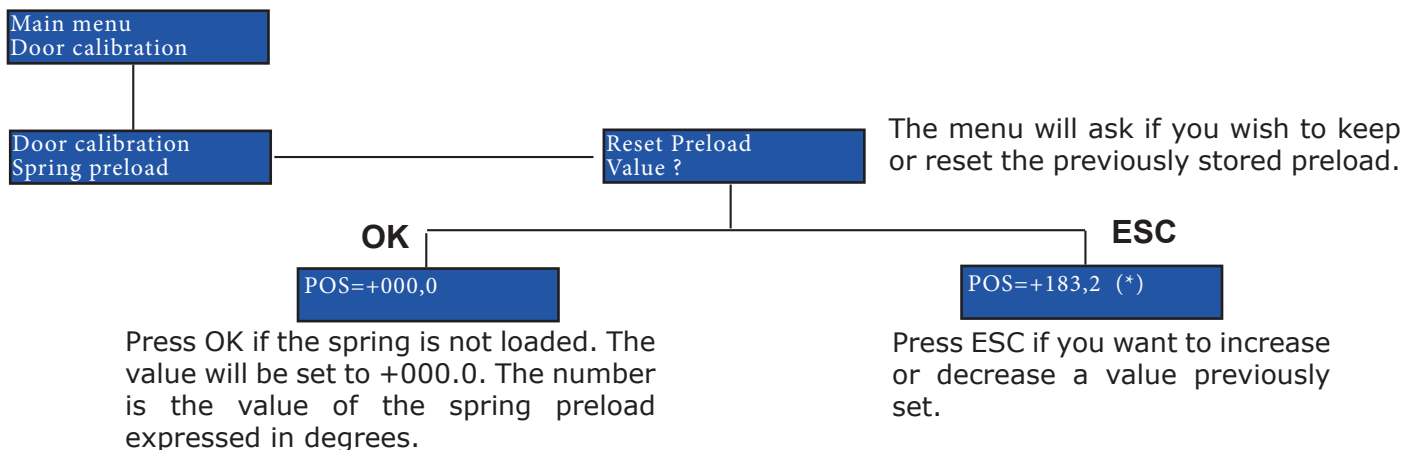 Main menu
Door calibration
Door calibration
Spring preload
Reset Preload
Value ?
The menu will ask if you wish to keep
or reset the previously stored preload.
OK
ESC
POS=+000,0
POS=+183,2 (*)
Press OK if the spring is not loaded. The
value will be set to +000.0. The number
is the value of the spring preload
expressed in degrees.
Press ESC if you want to increase
or decrease a value previously
set.